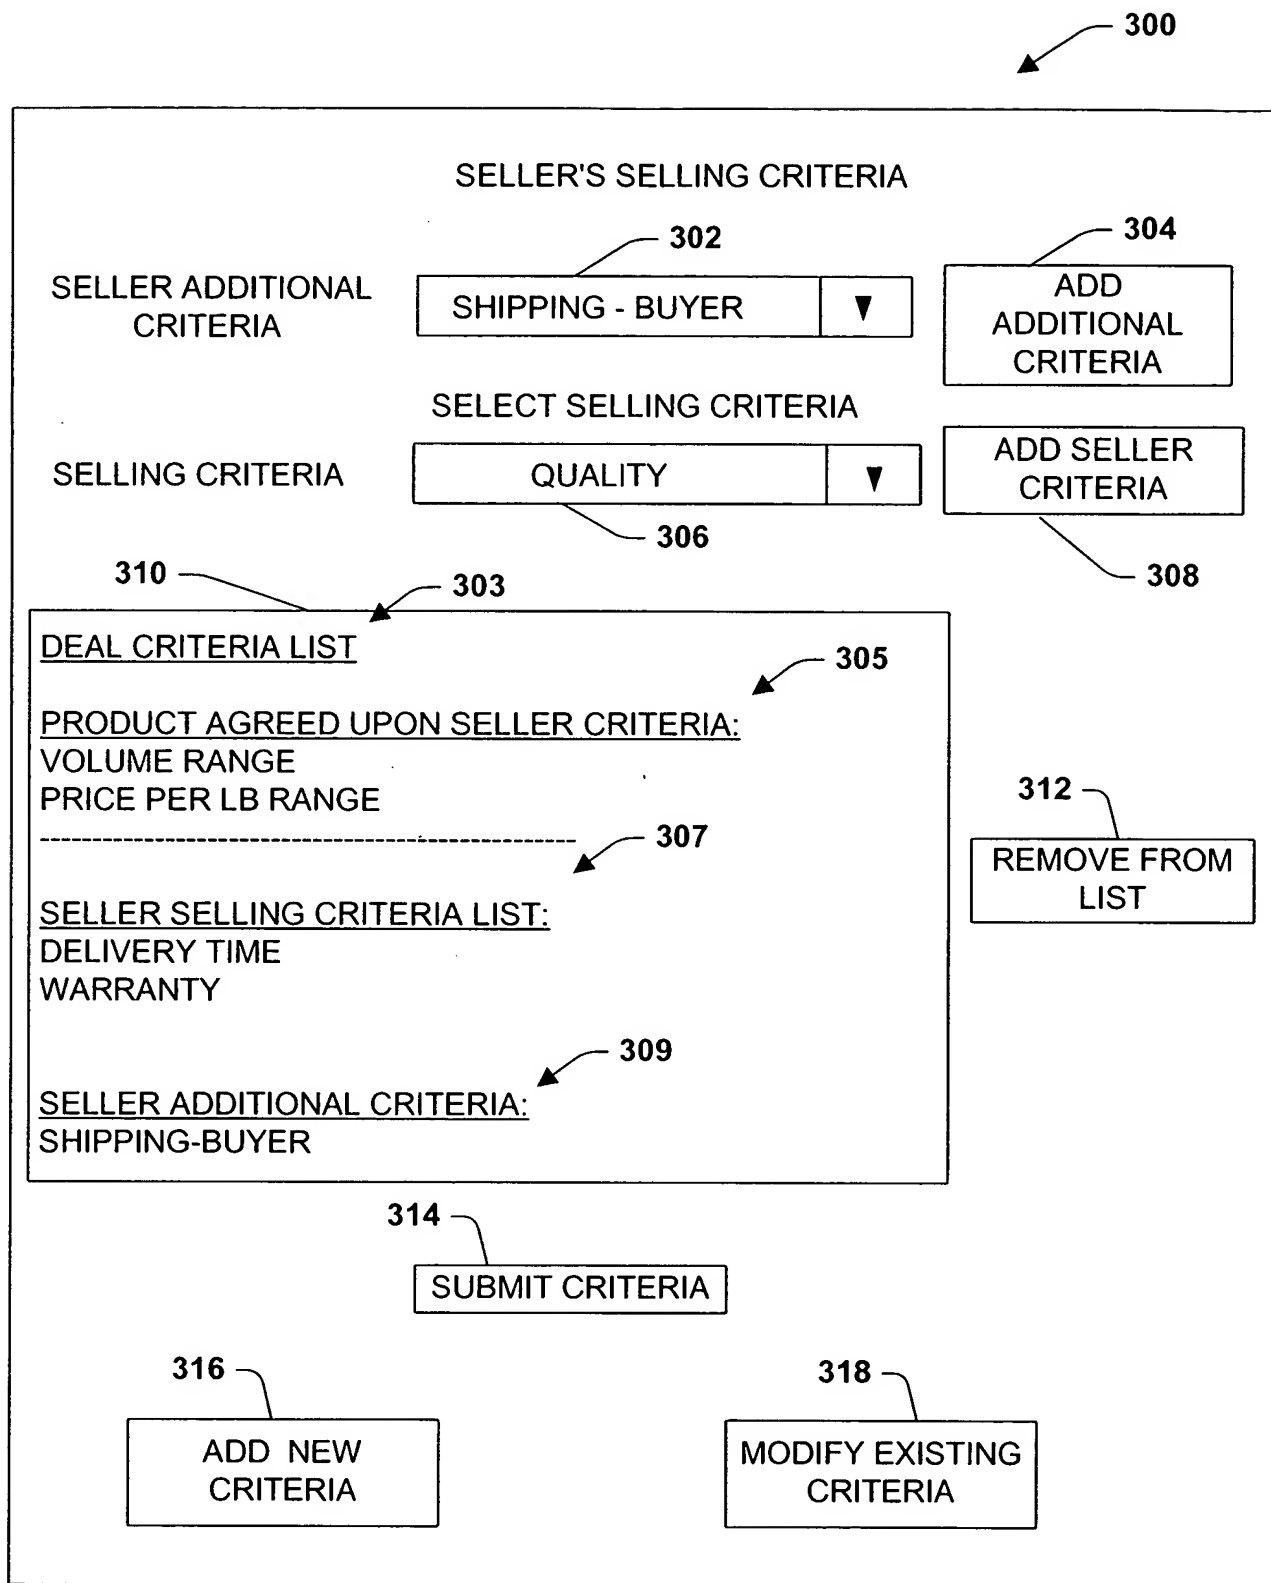 300
SELLER'S SELLING CRITERIA
302
304
SELLER ADDITIONAL
CRITERIA
SHIPPING - BUYER
ADD
ADDITIONAL
CRITERIA
SELECT SELLING CRITERIA
SELLING CRITERIA
QUALITY
ADD SELLER
CRITERIA
306
308
310
303
DEAL CRITERIA LIST
305
PRODUCT AGREED UPON SELLER CRITERIA:
VOLUME RANGE
PRICE PER LB RANGE
312
REMOVE FROM
LIST
307
SELLER SELLING CRITERIA LIST:
DELIVERY TIME
WARRANTY
309
SELLER ADDITIONAL CRITERIA:
SHIPPING-BUYER
314
SUBMIT CRITERIA
316
318
ADD NEW
CRITERIA
MODIFY EXISTING
CRITERIA